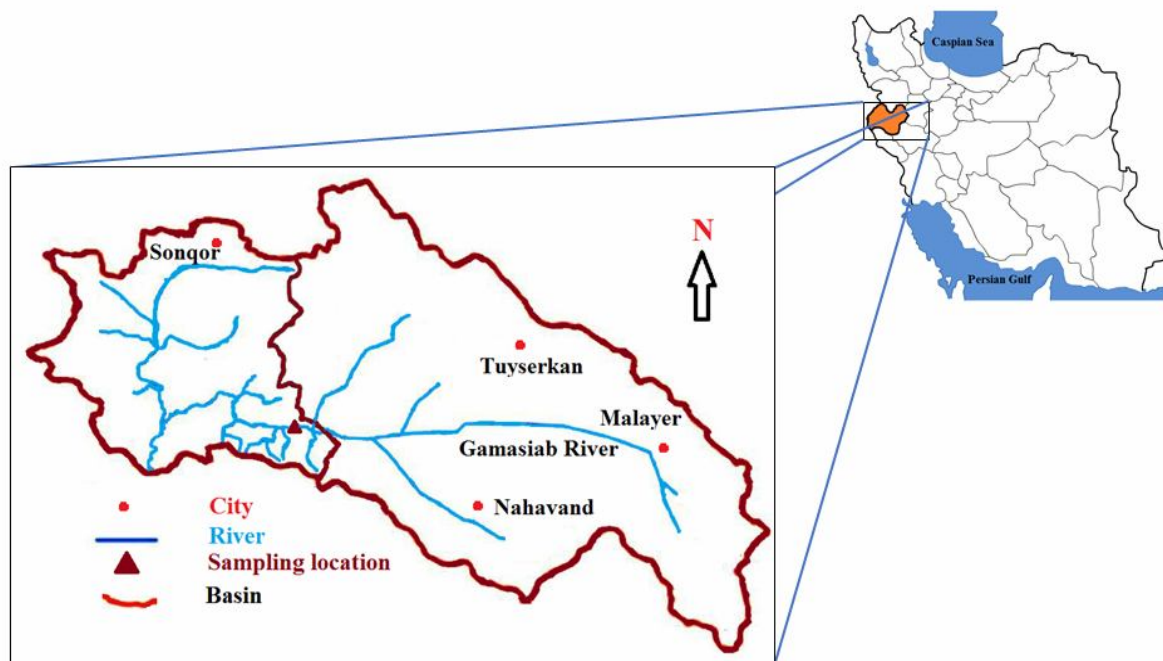 Caspian Sea
Persian Gulf
N
Sonqor
Tuyserkan
Malayer
Gamasiab River
Nahavand
City
River
Sampling location
Basin